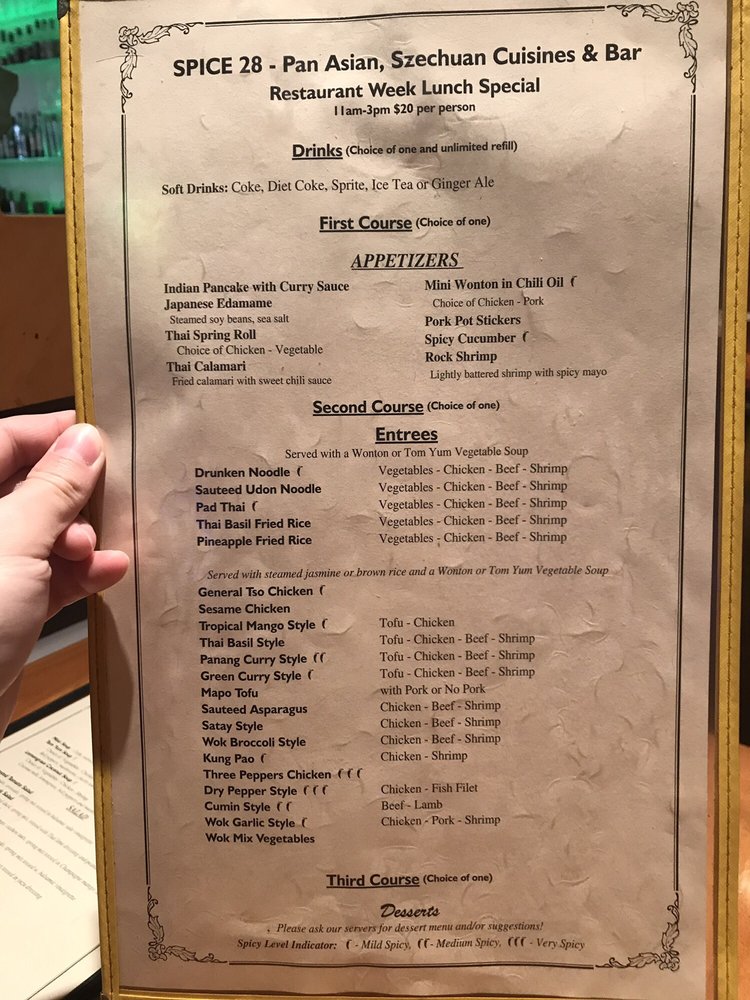 SPICE 28 - Pan Asian, Szechuan Cuisines & Bar
Restaurant Week Lunch Special
11am-3pm $20 per person
Drinks (Choice of one and unlimited refill)
Soft Drinks: Coke, Diet Coke, Sprite, Ice Tea or Ginger Ale
First Course (Choice of one)
APPETIZERS
Indian Pancake with Curry Sauce
Japanese Edamame
Steamed soy beans, sea salt
Thai Spring Roll
Choice of Chicken - Vegetable
Thai Calamari
Fried calamari with sweet chili sauce
Mini Wonton in Chili Oil
Choice of Chicken - Pork
Pork Pot Stickers
Spicy Cucumber
Rock Shrimp
Lightly battered shrimp with spicy mayo
Second Course (Choice of one)
Entrees
Served with a Wonton or Tom Yum Vegetable Soup
Drunken Noodle Vegetables - Chicken - Beef - Shrimp
Sauteed Udon Noodle Vegetables - Chicken - Beef - Shrimp
Pad Thai Vegetables - Chicken - Beef - Shrimp
Thai Basil Fried Rice Vegetables - Chicken - Beef - Shrimp
Pineapple Fried Rice Vegetables - Chicken - Beef - Shrimp
Served with steamed jasmine or brown rice and a Wonton or Tom Yum Vegetable Soup
General Tso Chicken
Sesame Chicken
Tropical Mango Style Tofu - Chicken
Thai Basil Style Tofu - Chicken - Beef - Shrimp
Panang Curry Style Tofu - Chicken - Beef - Shrimp
Green Curry Style Tofu - Chicken - Beef - Shrimp
Mapo Tofu with Pork or No Pork
Sauteed Asparagus Chicken - Beef - Shrimp
Satay Style Chicken - Beef - Shrimp
Wok Broccoli Style Chicken - Beef - Shrimp
Kung Pao Chicken - Shrimp
Three Peppers Chicken
Dry Pepper Style Chicken - Fish Filet
Cumin Style Beef - Lamb
Wok Garlic Style Chicken - Pork - Shrimp
Wok Mix Vegetables
Third Course (Choice of one)
Desserts
Please ask our servers for dessert menu and/or suggestions!
Spicy Level Indicator: - Mild Spicy, - Medium Spicy, - Very Spicy
SALAD